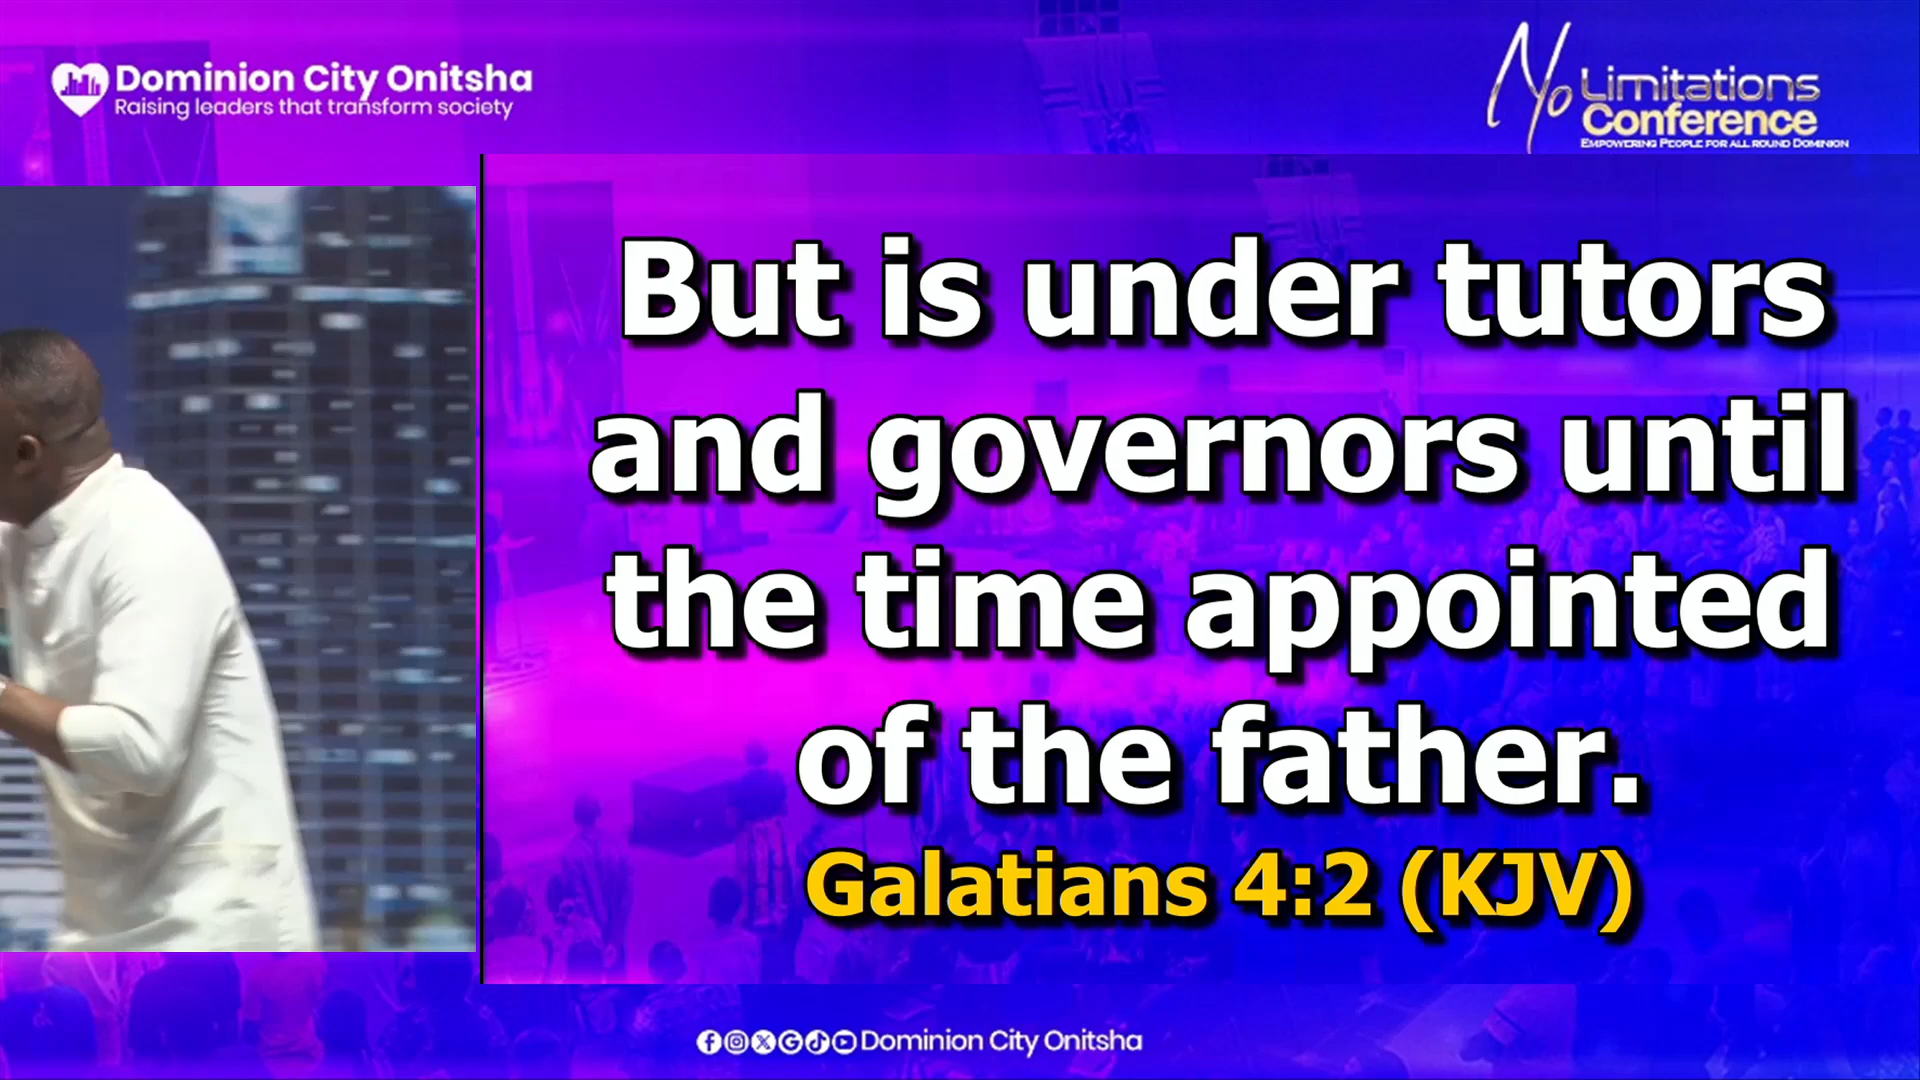 Dominion City Onitsha
Raising leaders that transform society
No Limitations
Conference
EMPOWERING PEOPLE FOR ALL ROUND DOMINION
But is under tutors
and governors until
the time appointed
of the father.
Galatians 4:2 (KJV)
Dominion City Onitsha